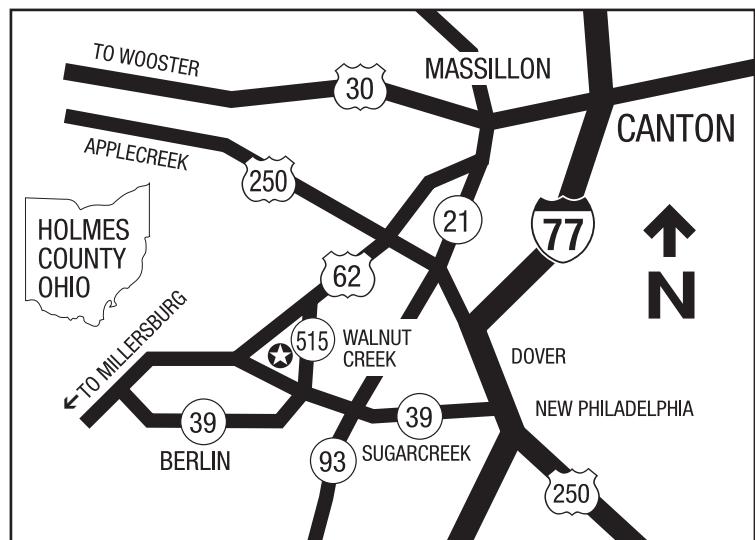 TO WOOSTER
MASSILLON
30
CANTON
APPLECREEK
250
21
77
HOLMES
COUNTY
OHIO
62
N
TO MILLERSBURG
515
WALNUT
CREEK
DOVER
39
39
NEW PHILADELPHIA
BERLIN
93
SUGARCREEK
250